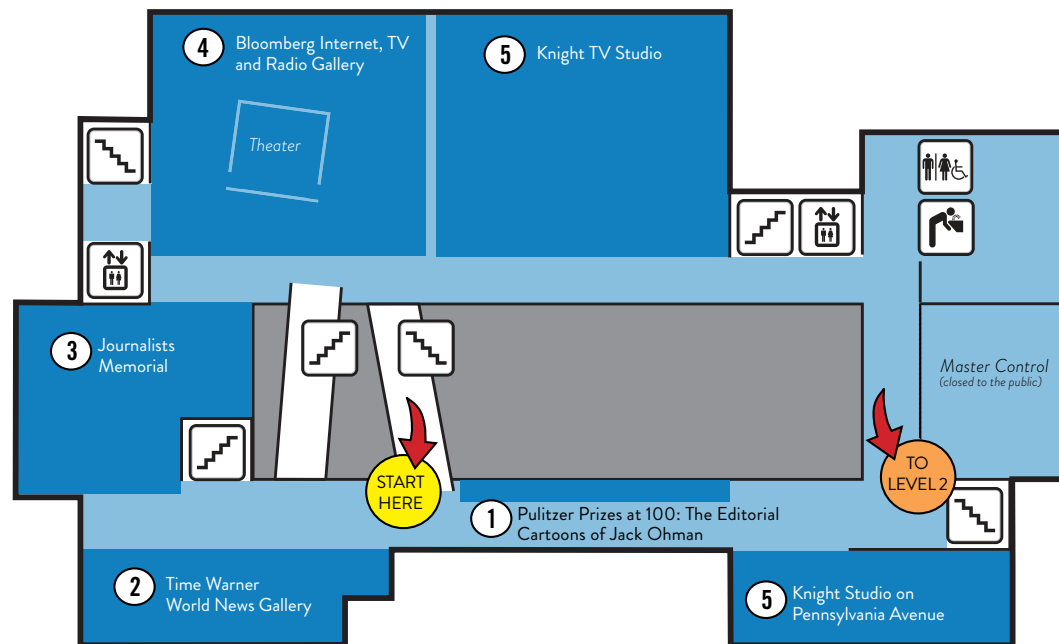 4
Bloomberg Internet, TV
and Radio Gallery
5
Knight TV Studio
Theater
3
Journalists
Memorial
Master Control
(closed to the public)
START
HERE
TO
LEVEL 2
1
Pulitzer Prizes at 100: The Editorial
Cartoons of Jack Ohman
2
Time Warner
World News Gallery
5
Knight Studio on
Pennsylvania Avenue